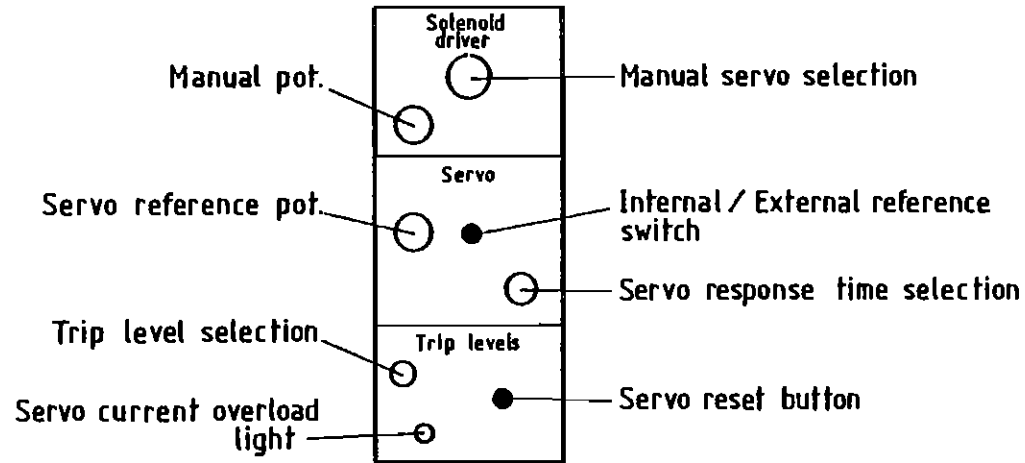 Solenoid
driver
Manual pot.
Manual servo selection
Servo
Servo reference pot.
Internal / External reference
switch
Servo response time selection
Trip level selection
Trip levels
Servo current overload
light
Servo reset button